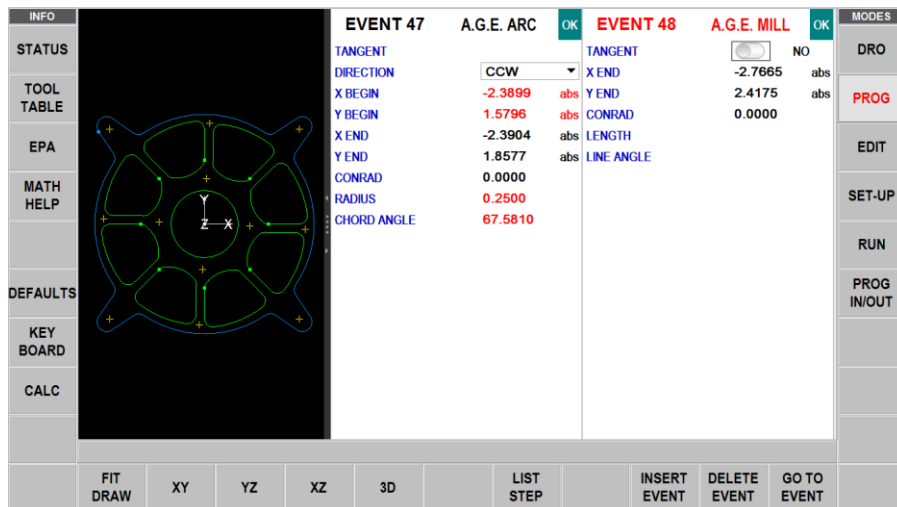 INFO
STATUS
TOOL
TABLE
EPA
MATH
HELP
DEFAULTS
KEY
BOARD
CALC
Y
Z X
EVENT 47 A.G.E. ARC OK
TANGENT
DIRECTION CCW
X BEGIN -2.3899 abs
Y BEGIN 1.5796 abs
X END -2.3904 abs
Y END 1.8577 abs
CONRAD 0.0000
RADIUS 0.2500
CHORD ANGLE 67.5810
EVENT 48 A.G.E. MILL OK
TANGENT NO
X END -2.7665 abs
Y END 2.4175 abs
CONRAD 0.0000
LENGTH
LINE ANGLE
MODES
DRO
PROG
EDIT
SET-UP
RUN
PROG
IN/OUT
FIT
DRAW
XY
YZ
XZ
3D
LIST
STEP
INSERT
EVENT
DELETE
EVENT
GO TO
EVENT